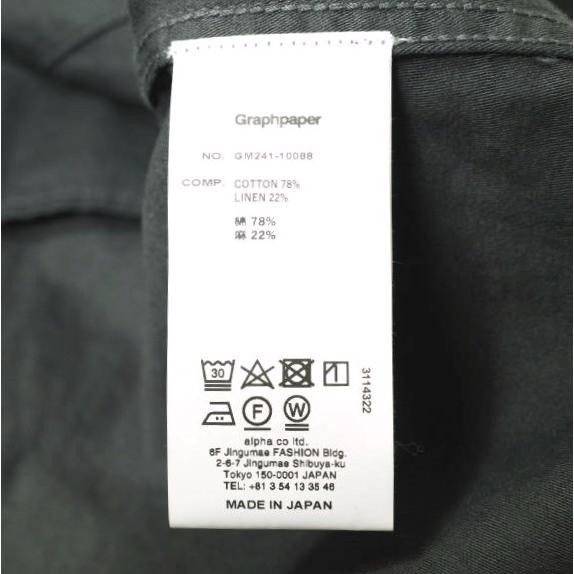 Graphpaper
NO. GM241-10088
COMP. COTTON 78%
LINEN 22%
綿 78%
麻 22%
30
3114322
F W
alpha co ltd.
6F Jingumae FASHION Bldg.
2-6-7 Jingumae Shibuya-ku
Tokyo 150-0001 JAPAN
TEL: +81 3 54 13 35 46
MADE IN JAPAN